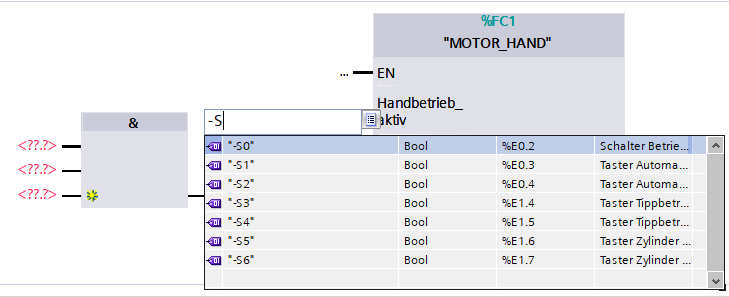 %FC1
"MOTOR_HAND"
... EN
Handbetrieb_
aktiv
&
-S
<??.?>
<??.?>
<??.?>
"-S0" Bool %E0.2 Schalter Betrie...
"-S1" Bool %E0.3 Taster Automa...
"-S2" Bool %E0.4 Taster Automa...
"-S3" Bool %E1.4 Taster Tippbetr...
"-S4" Bool %E1.5 Taster Tippbetr...
"-S5" Bool %E1.6 Taster Zylinder ...
"-S6" Bool %E1.7 Taster Zylinder ...